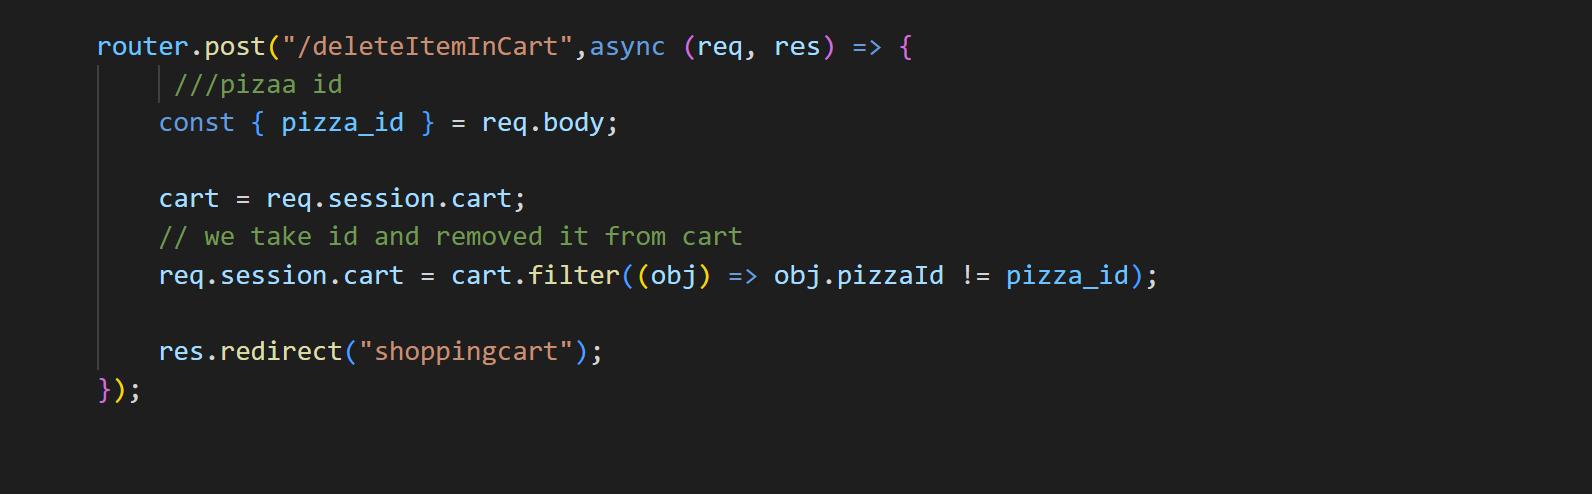 router.post("/deleteItemInCart",async (req, res) => {
///pizaa id
const { pizza_id } = req.body;
cart = req.session.cart;
// we take id and removed it from cart
req.session.cart = cart.filter((obj) => obj.pizzaId != pizza_id);
res.redirect("shoppingcart");
});